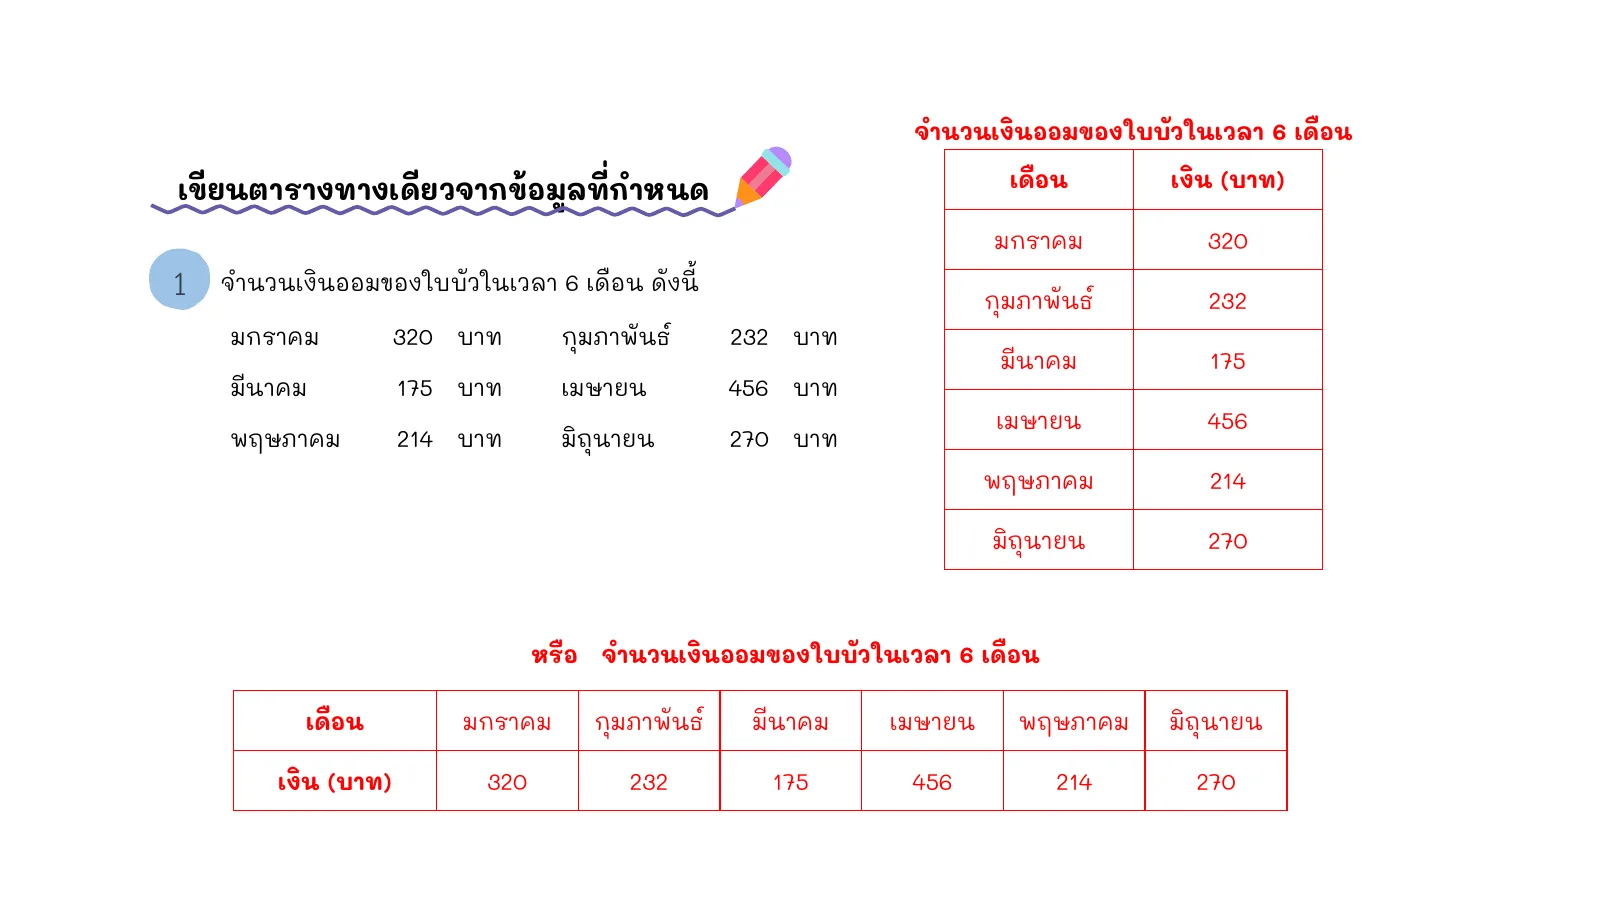 เขียนตารางทางเดียวจากข้อมูลที่กำหนด
1 จำนวนเงินออมของใบบัวในเวลา 6 เดือน ดังนี้
มกราคม 320 บาท กุมภาพันธ์ 232 บาท
มีนาคม 175 บาท เมษายน 456 บาท
พฤษภาคม 214 บาท มิถุนายน 270 บาท
จำนวนเงินออมของใบบัวในเวลา 6 เดือน
เดือน เงิน (บาท)
มกราคม 320
กุมภาพันธ์ 232
มีนาคม 175
เมษายน 456
พฤษภาคม 214
มิถุนายน 270
หรือ จำนวนเงินออมของใบบัวในเวลา 6 เดือน
เดือน มกราคม กุมภาพันธ์ มีนาคม เมษายน พฤษภาคม มิถุนายน
เงิน (บาท) 320 232 175 456 214 270